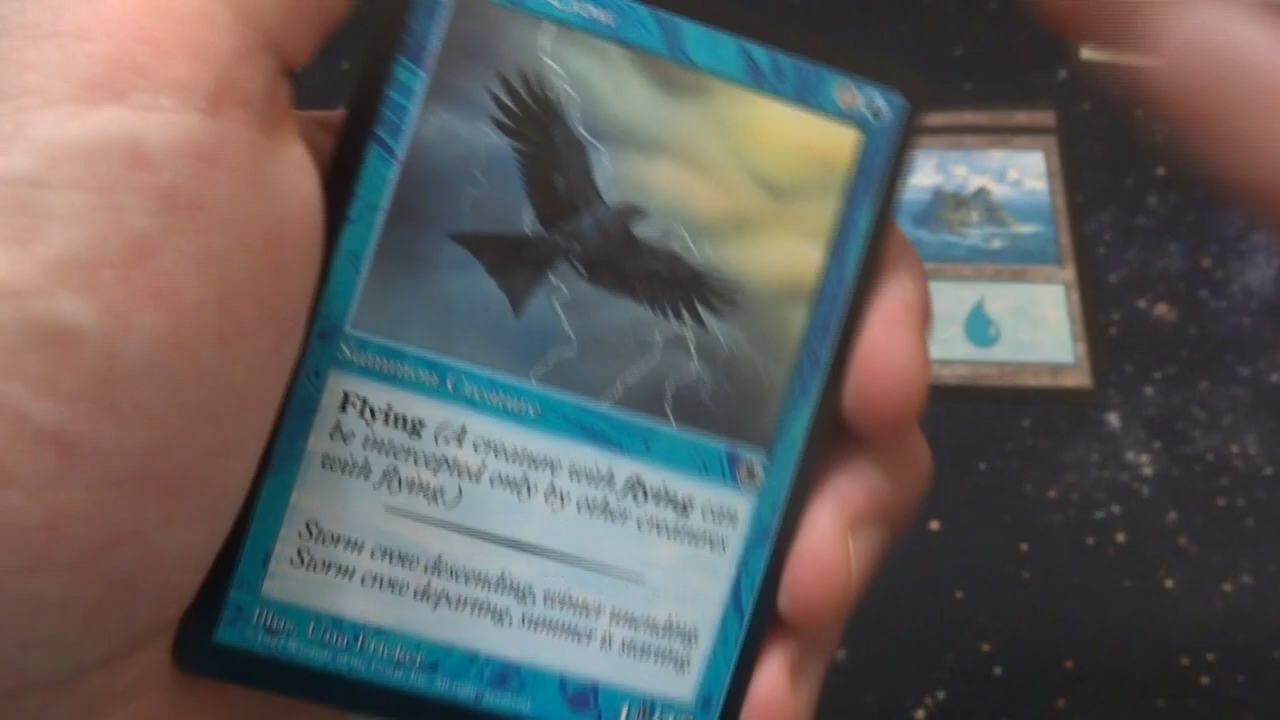 Crow
Summon Creature
Flying (A creature with flying can
be intercepted only by other creatures
with flying.)
Storm crow descending, winter unending.
Storm crow departing, summer is starting.
Illus. Una Fricker